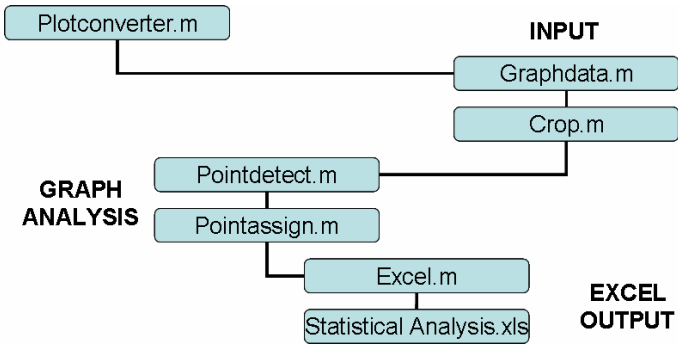 Plotconverter.m
INPUT
Graphdata.m
Crop.m
Pointdetect.m
GRAPH
ANALYSIS
Pointassign.m
Excel.m
EXCEL
OUTPUT
Statistical Analysis.xls